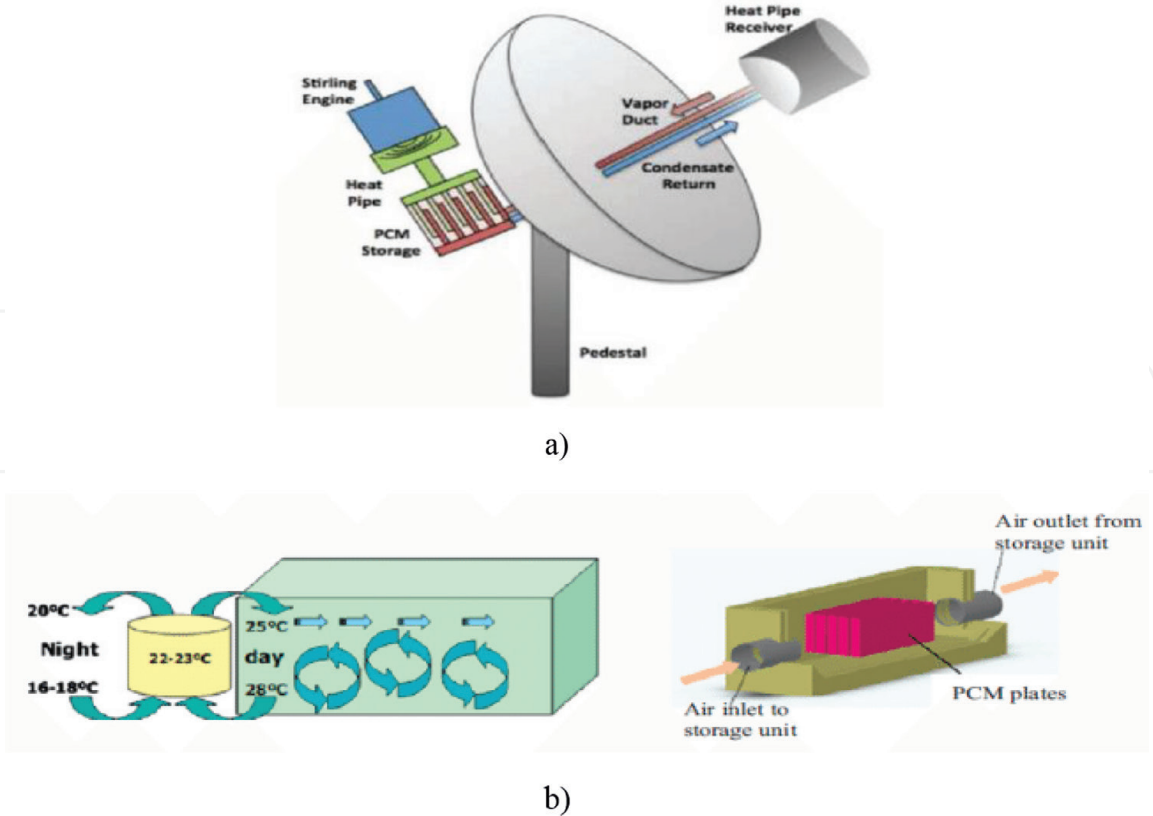 Heat Pipe
Receiver
Stirling
Engine
Vapor
Duct
Condensate
Return
Heat
Pipe
PCM
Storage
Pedestal
a)
Air outlet from
storage unit
20ºC
25ºC
Night
22-23ºC
day
16-18ºC
28ºC
PCM plates
Air inlet to
storage unit
b)